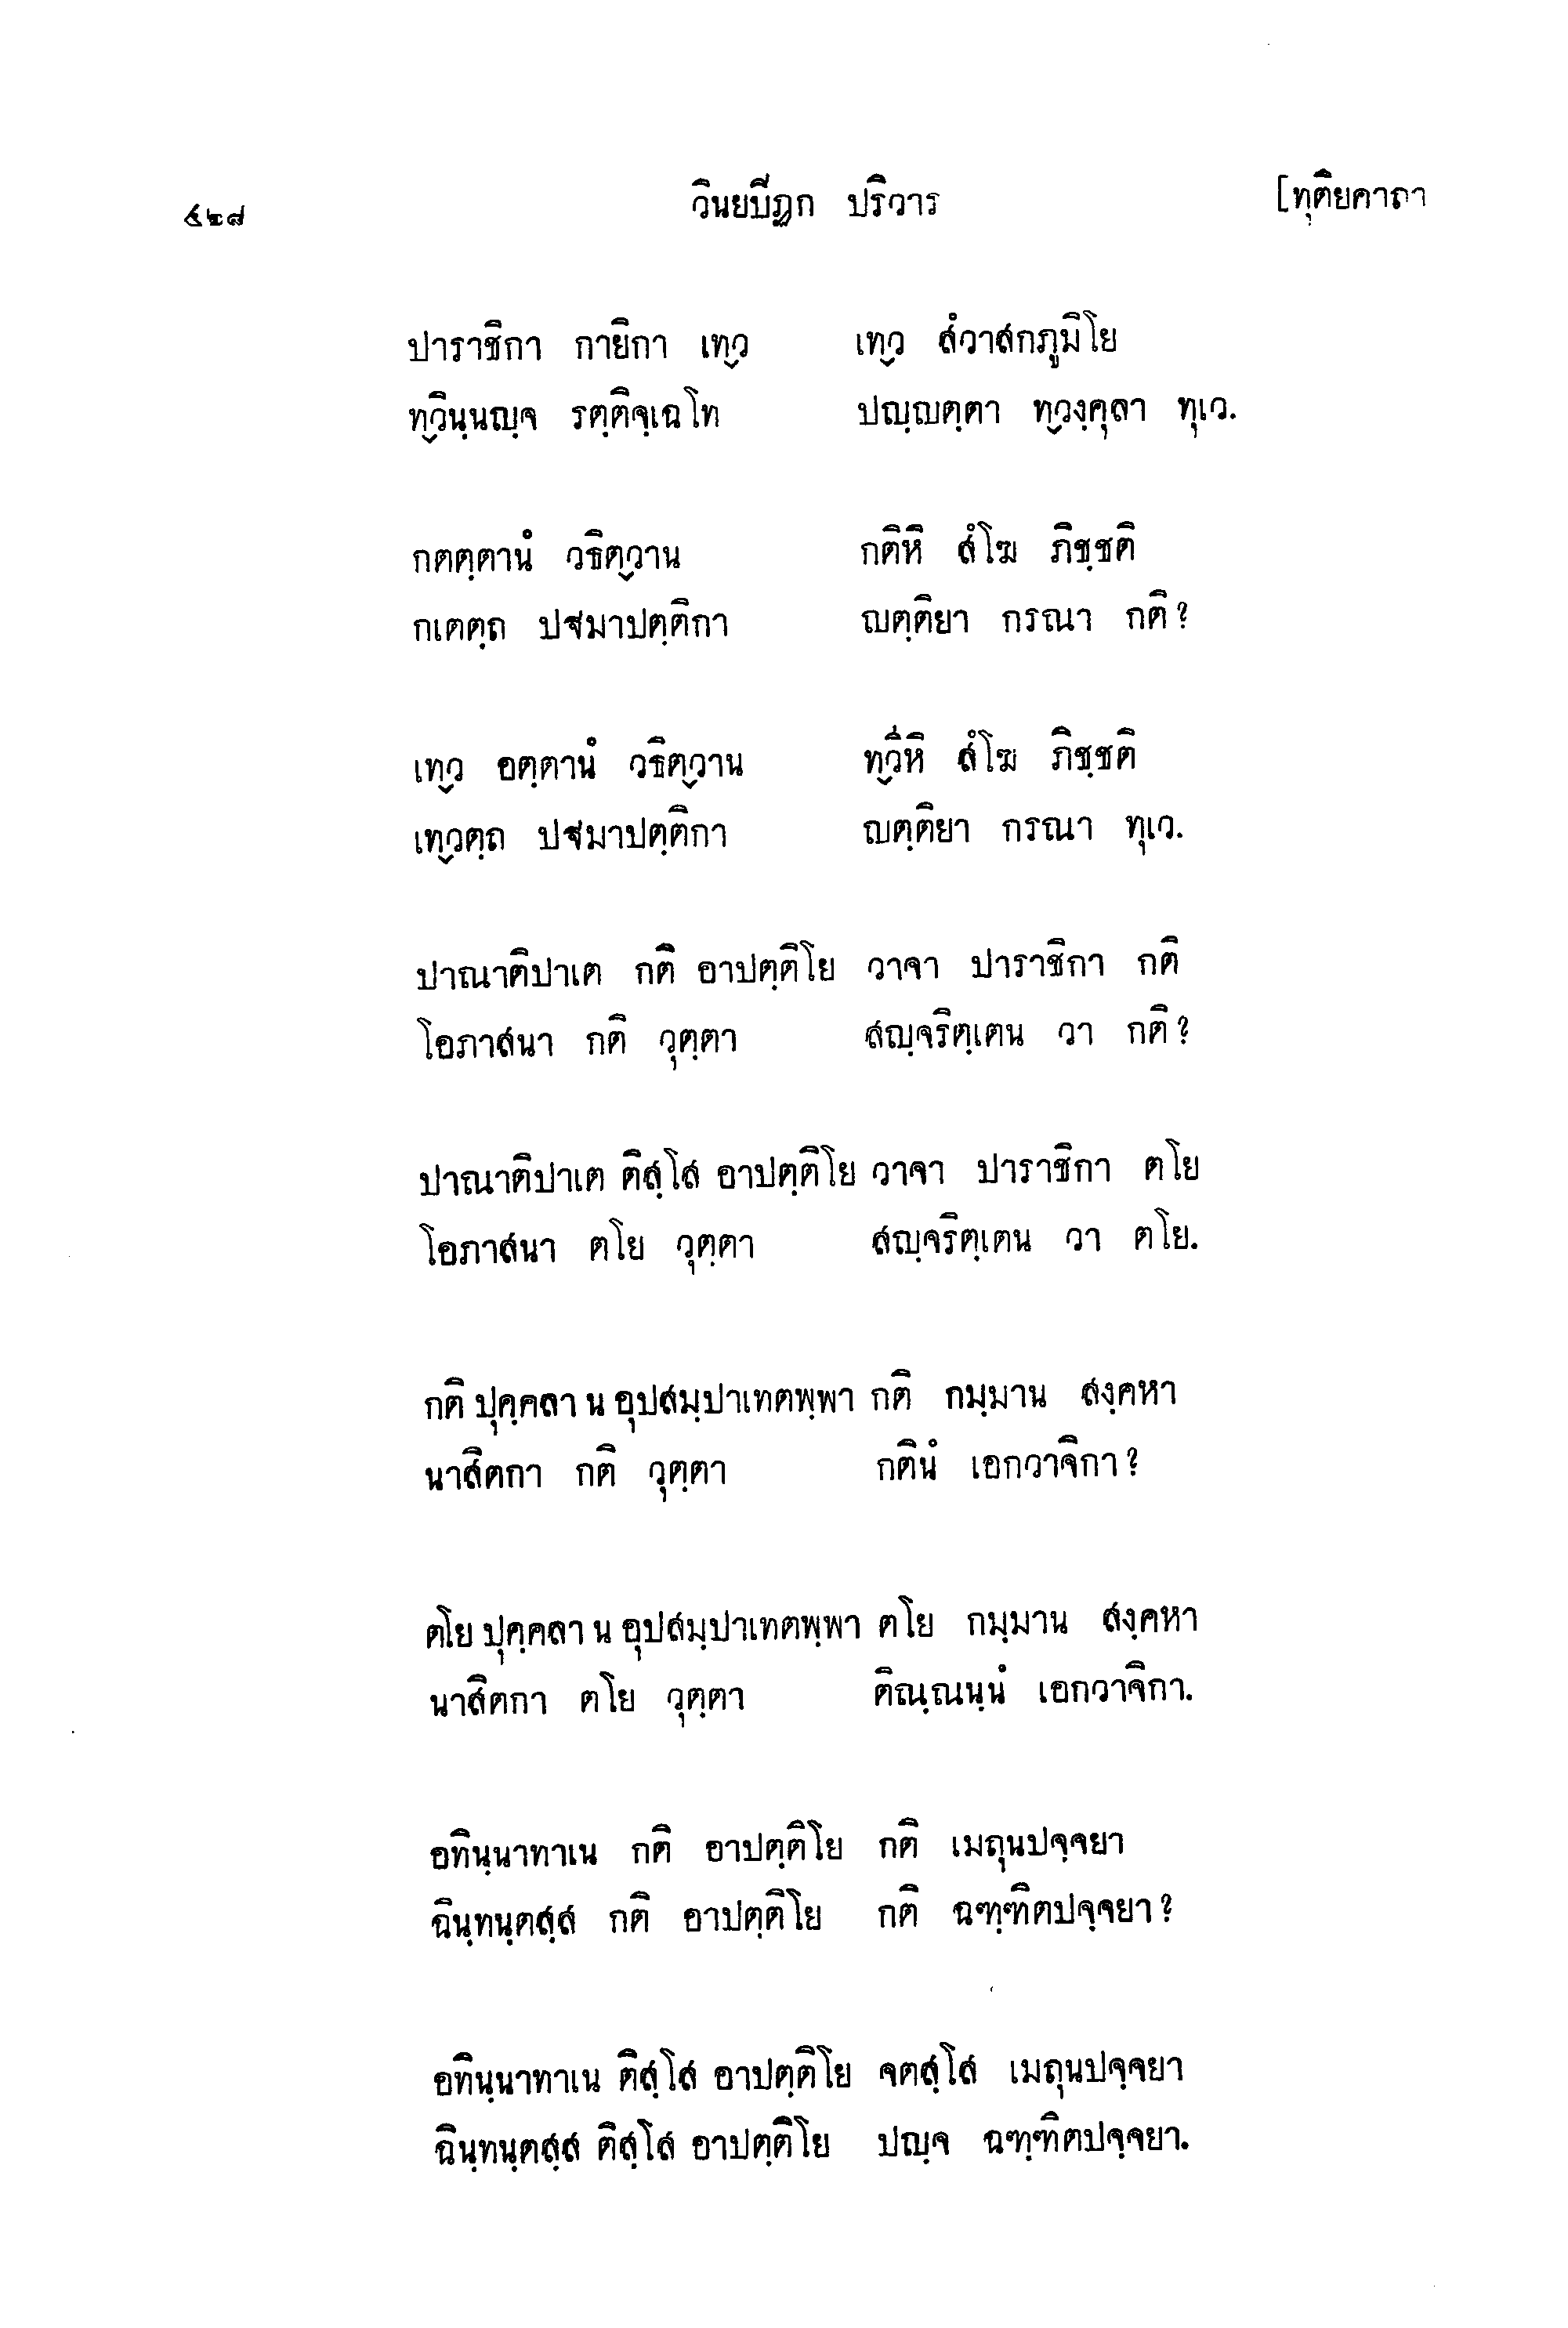 ๕๒๘ วินยบีฏก ปริวาร [ทุติยคาถา
ปาราชิกา กายิกา เทฺว เทฺว สํวาสกภูมิโย
ทฺวินฺนญฺจ รตฺติจฺเฉโท ปญฺญตฺตา ทฺวงฺคุลา ทุเว.
กตตฺตานํ วธิตฺวาน กติหิ สํโฆ ภิชฺชติ
กเตตฺถ ปฐมาปตฺติกา ญตฺติยา กรณา กติ?
เทฺว อตฺตานํ วธิตฺวาน ทฺวีหิ สํโฆ ภิชฺชติ
เทฺวตฺถ ปฐมาปตฺติกา ญตฺติยา กรณา ทุเว.
ปาณาติปาเต กติ อาปตฺติโย วาจา ปาราชิกา กติ
โอภาสนา กติ วุตฺตา สญฺจริตฺเตน วา กติ?
ปาณาติปาเต ติสฺโส อาปตฺติโย วาจา ปาราชิกา ตโย
โอภาสนา ตโย วุตฺตา สญฺจริตฺเตน วา ตโย.
กติ ปุคฺคลา น อุปสมฺปาเทตพฺพา กติ กมฺมาน สงฺคหา
นาสิตกา กติ วุตฺตา กตินํ เอกวาจิกา?
ตโย ปุคฺคลา น อุปสมฺปาเทตพฺพา ตโย กมฺมาน สงฺคหา
นาสิตกา ตโย วุตฺตา ติณฺณนฺนํ เอกวาจิกา.
อทินฺนาทาเน กติ อาปตฺติโย กติ เมถุนปจฺจยา
ฉินฺทนฺตสฺส กติ อาปตฺติโย กติ ฉฑฺฑิตปจฺจยา?
อทินฺนาทาเน ติสฺโส อาปตฺติโย จตสฺโส เมถุนปจฺจยา
ฉินฺทนฺตสฺส ติสฺโส อาปตฺติโย ปญฺจ ฉฑฺฑิตปจฺจยา.